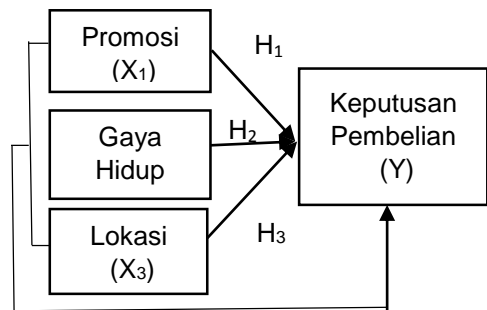 Promosi
(X₁)
H₁
Keputusan
Pembelian
(Y)
Gaya
Hidup
H₂
Lokasi
(X₃)
H₃